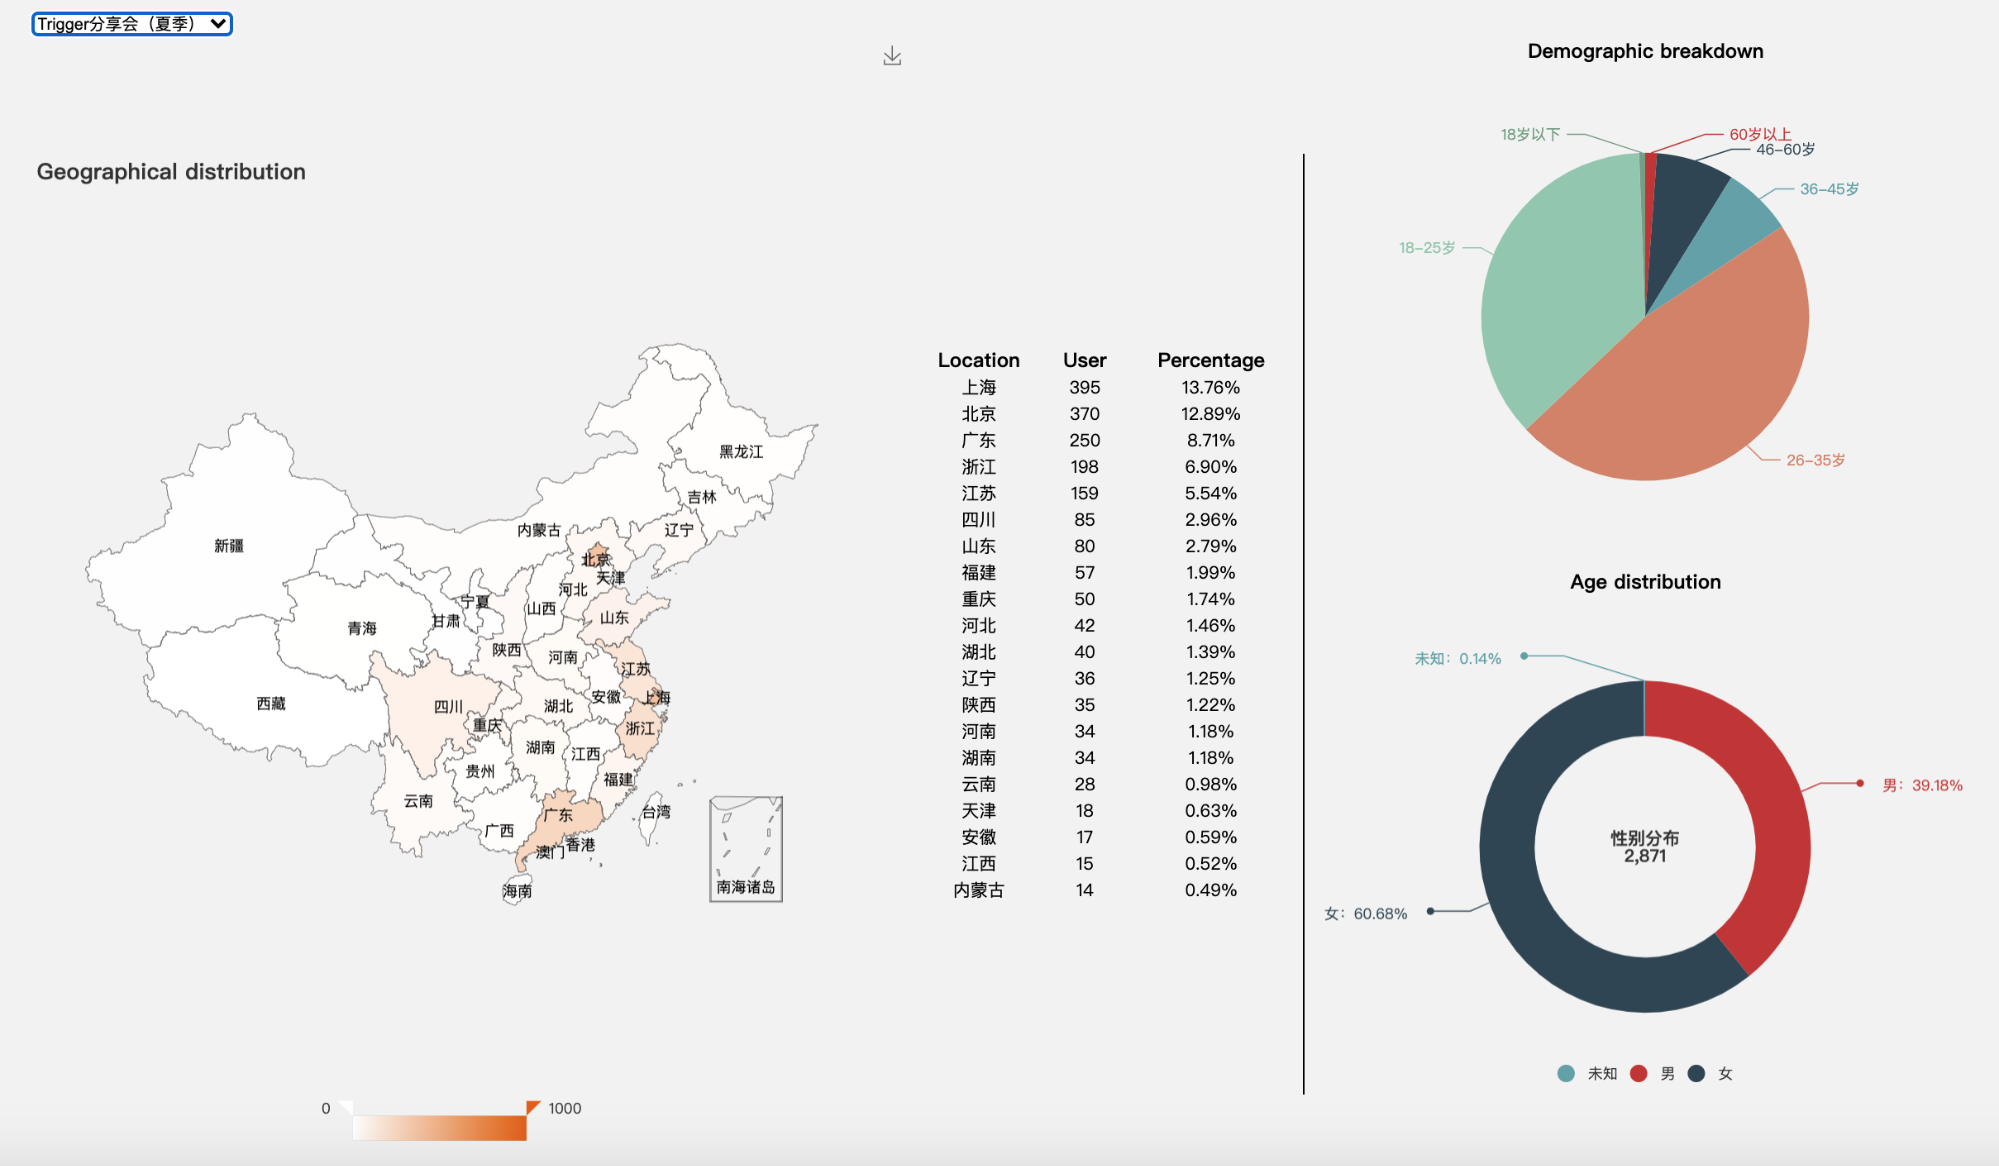 Trigger分享会（夏季）
Geographical distribution
黑龙江
吉林
辽宁
内蒙古
新疆
北京
天津
河北
宁夏
山西
山东
甘肃
青海
陕西
河南
江苏
西藏
安徽
上海
四川
湖北
重庆
浙江
湖南
江西
贵州
福建
云南
广东
台湾
广西
香港
澳门
海南
南海诸岛
0
1000
Location User Percentage
上海 395 13.76%
北京 370 12.89%
广东 250 8.71%
浙江 198 6.90%
江苏 159 5.54%
四川 85 2.96%
山东 80 2.79%
福建 57 1.99%
重庆 50 1.74%
河北 42 1.46%
湖北 40 1.39%
辽宁 36 1.25%
陕西 35 1.22%
河南 34 1.18%
湖南 34 1.18%
云南 28 0.98%
天津 18 0.63%
安徽 17 0.59%
江西 15 0.52%
内蒙古 14 0.49%
Demographic breakdown
18岁以下
60岁以上
46-60岁
36-45岁
18-25岁
26-35岁
Age distribution
未知：0.14%
男：39.18%
性别分布
2,871
女：60.68%
未知 男 女